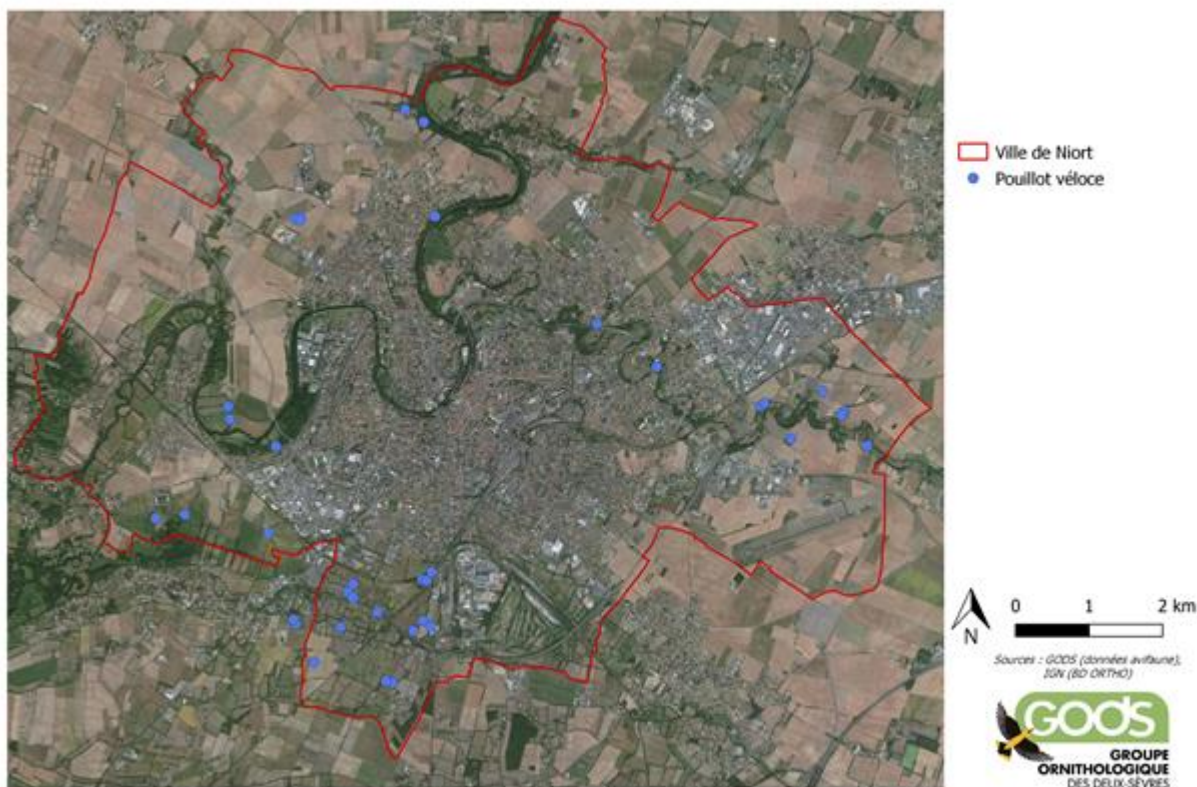 Ville de Niort
Pouillot véloce
0 1 2 km
N
Sources : GODS (données avifaune),
IGN (BD ORTHO)
GODS
GROUPE
ORNITHOLOGIQUE
DES DEUX-SÈVRES